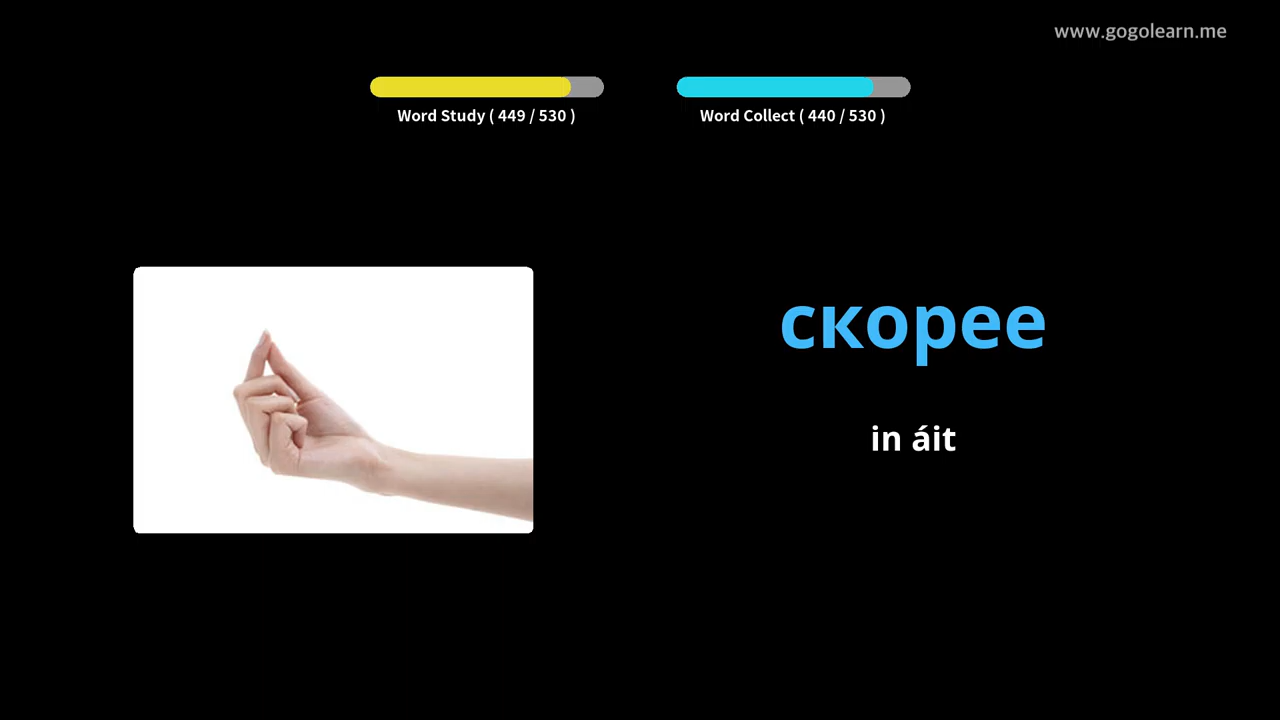 www.gogolearn.me
Word Study ( 449 / 530 )
Word Collect ( 440 / 530 )
скорее
in áit